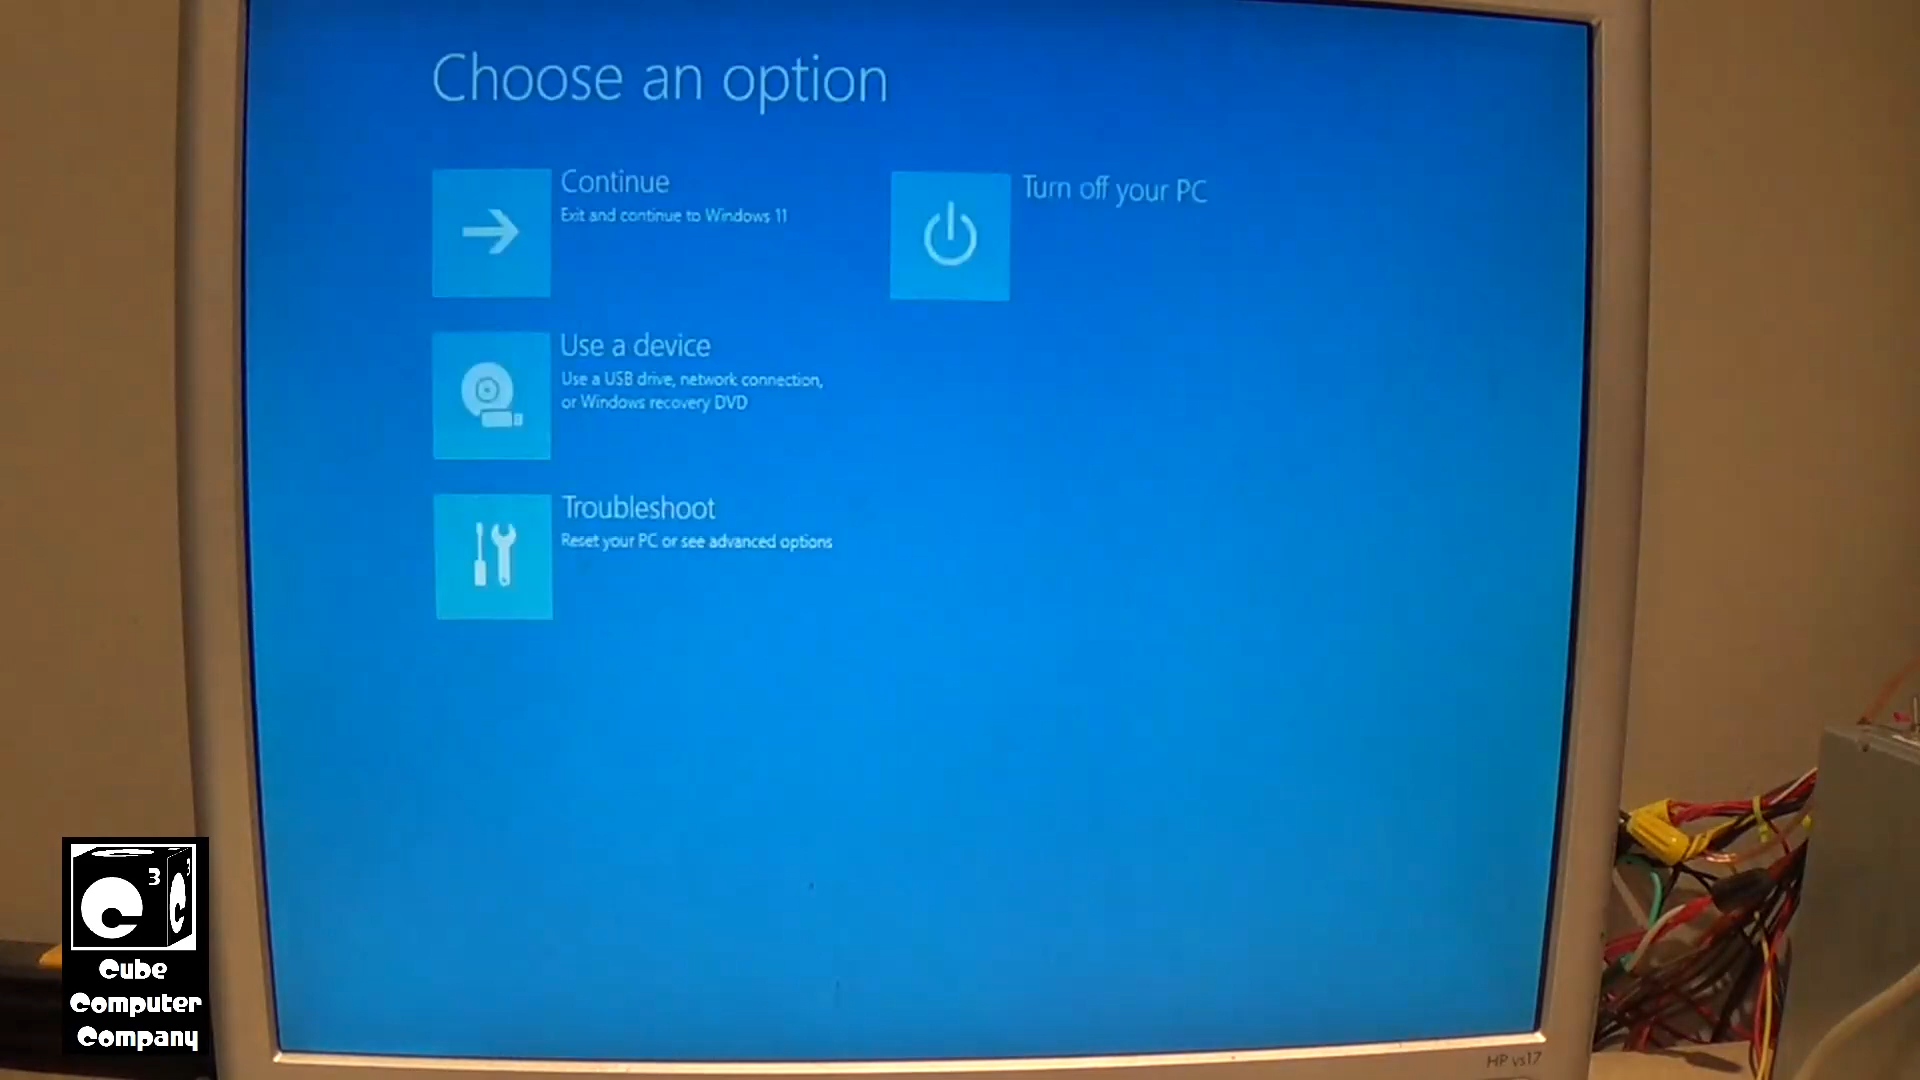 Choose an option
Continue
Exit and continue to Windows 11
Turn off your PC
Use a device
Use a USB drive, network connection,
or Windows recovery DVD
Troubleshoot
Reset your PC or see advanced options
C 3 C 3
Cube
Computer
Company
HP vs17